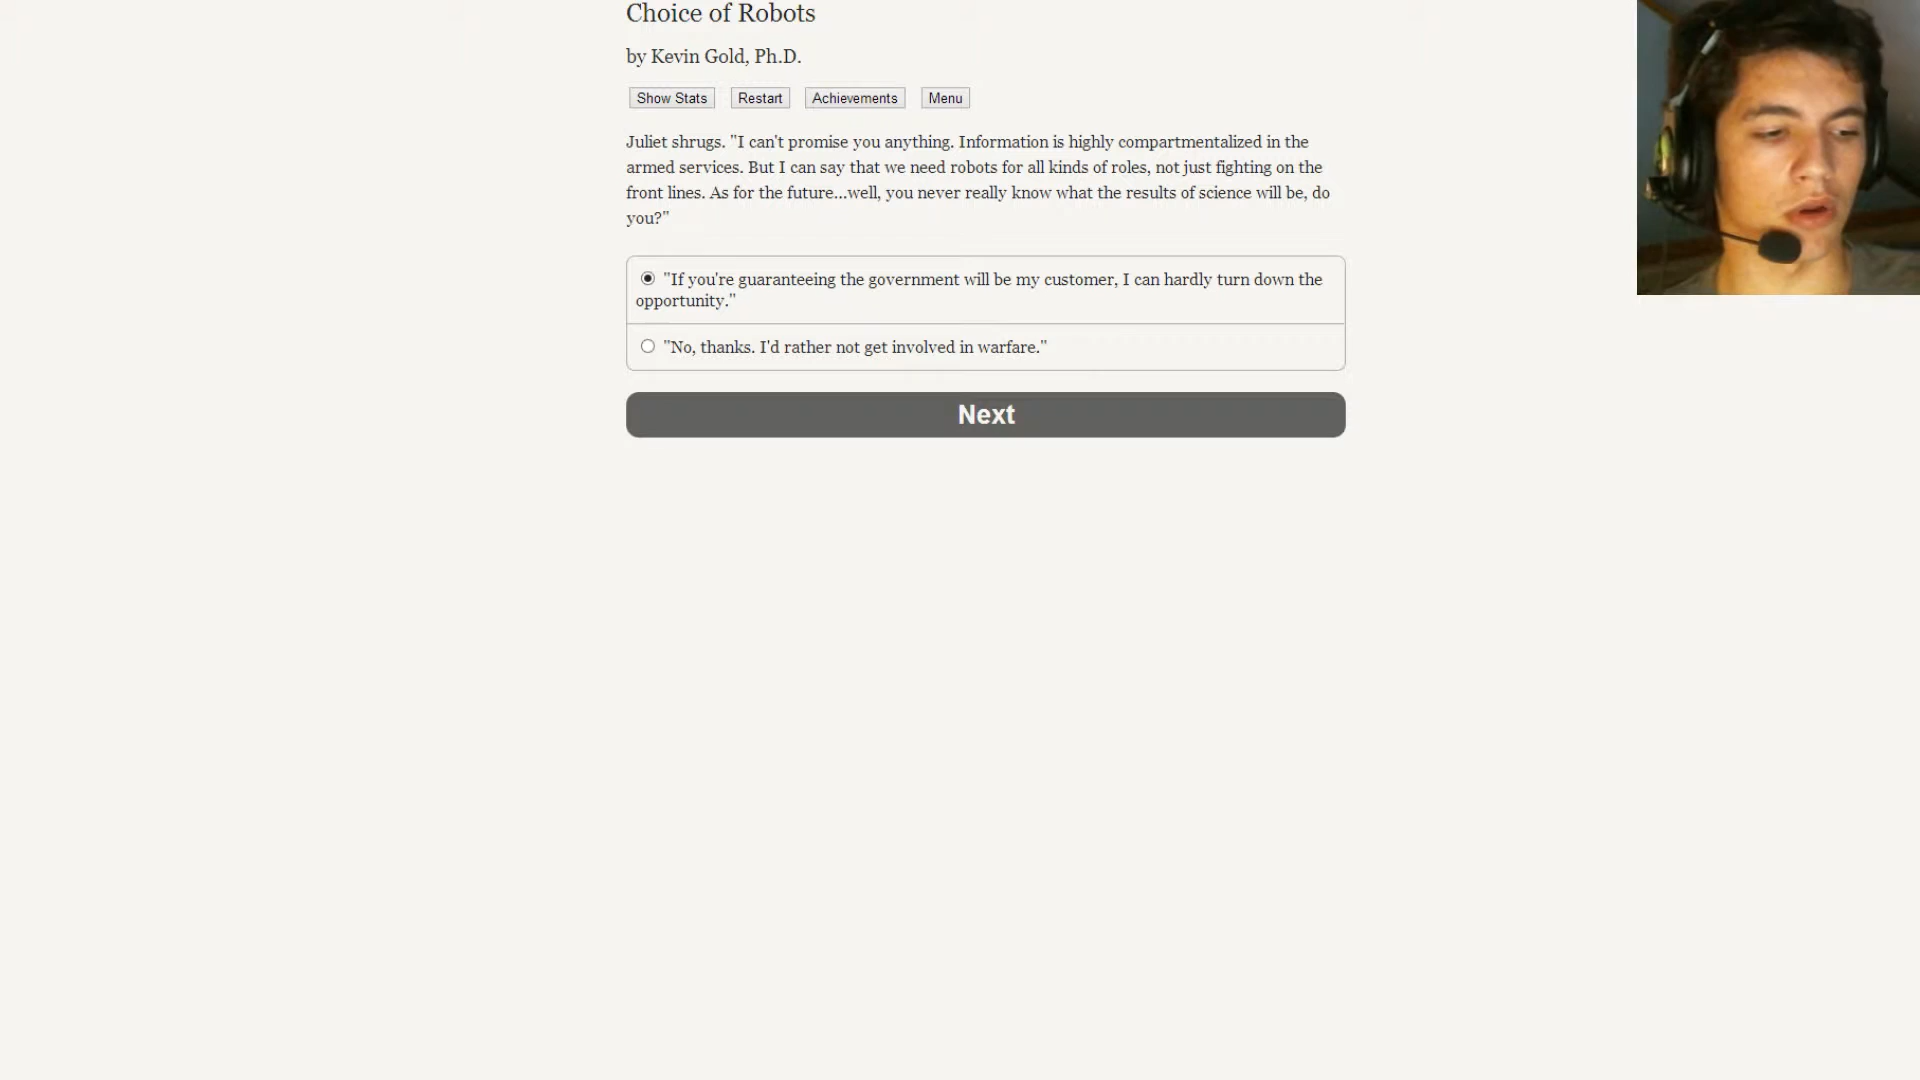 Choice of Robots
by Kevin Gold, Ph.D.
Show Stats Restart Achievements Menu
Juliet shrugs. "I can't promise you anything. Information is highly compartmentalized in the
armed services. But I can say that we need robots for all kinds of roles, not just fighting on the
front lines. As for the future...well, you never really know what the results of science will be, do
you?"
"If you're guaranteeing the government will be my customer, I can hardly turn down the
opportunity."
"No, thanks. I'd rather not get involved in warfare."
Next